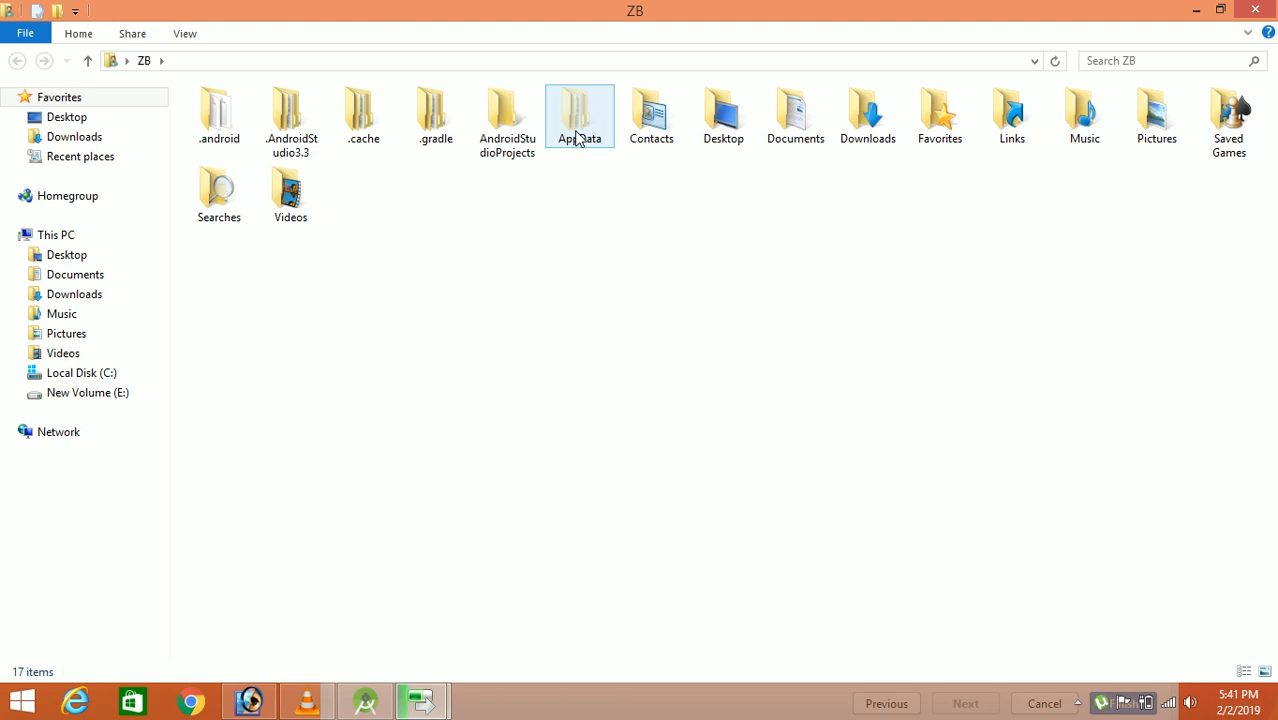 ZB
File Home Share View
ZB
Search ZB
Favorites
Desktop
Downloads
Recent places
Homegroup
This PC
Desktop
Documents
Downloads
Music
Pictures
Videos
Local Disk (C:)
New Volume (E:)
Network
.android
.AndroidSt
udio3.3
.cache
.gradle
AndroidStu
dioProjects
AppData
Contacts
Desktop
Documents
Downloads
Favorites
Links
Music
Pictures
Saved
Games
Searches
Videos
17 items
Previous Next Cancel Finish
5:41 PM
2/2/2019